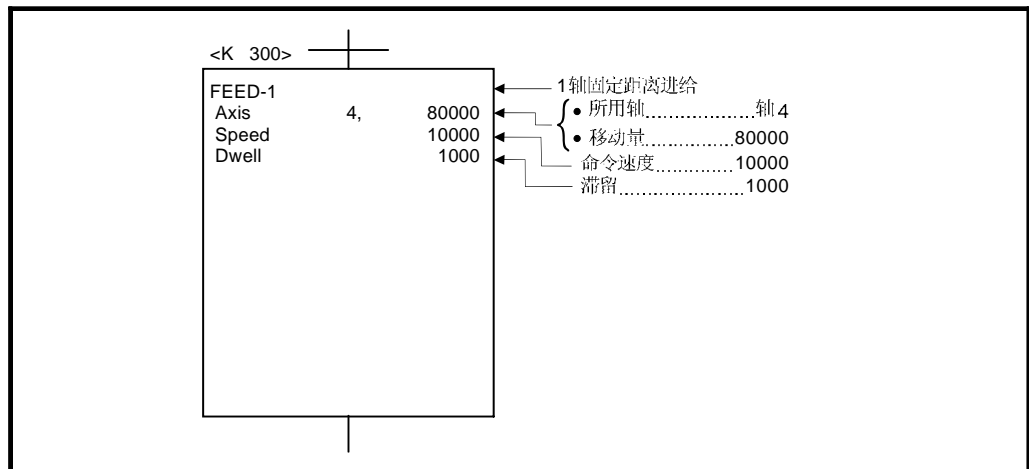 <K 300>
FEED-1
Axis 4, 80000
Speed 10000
Dwell 1000
1轴固定距离进给
● 所用轴......................轴4
● 移动量.................80000
命令速度.............10000
滞留......................1000